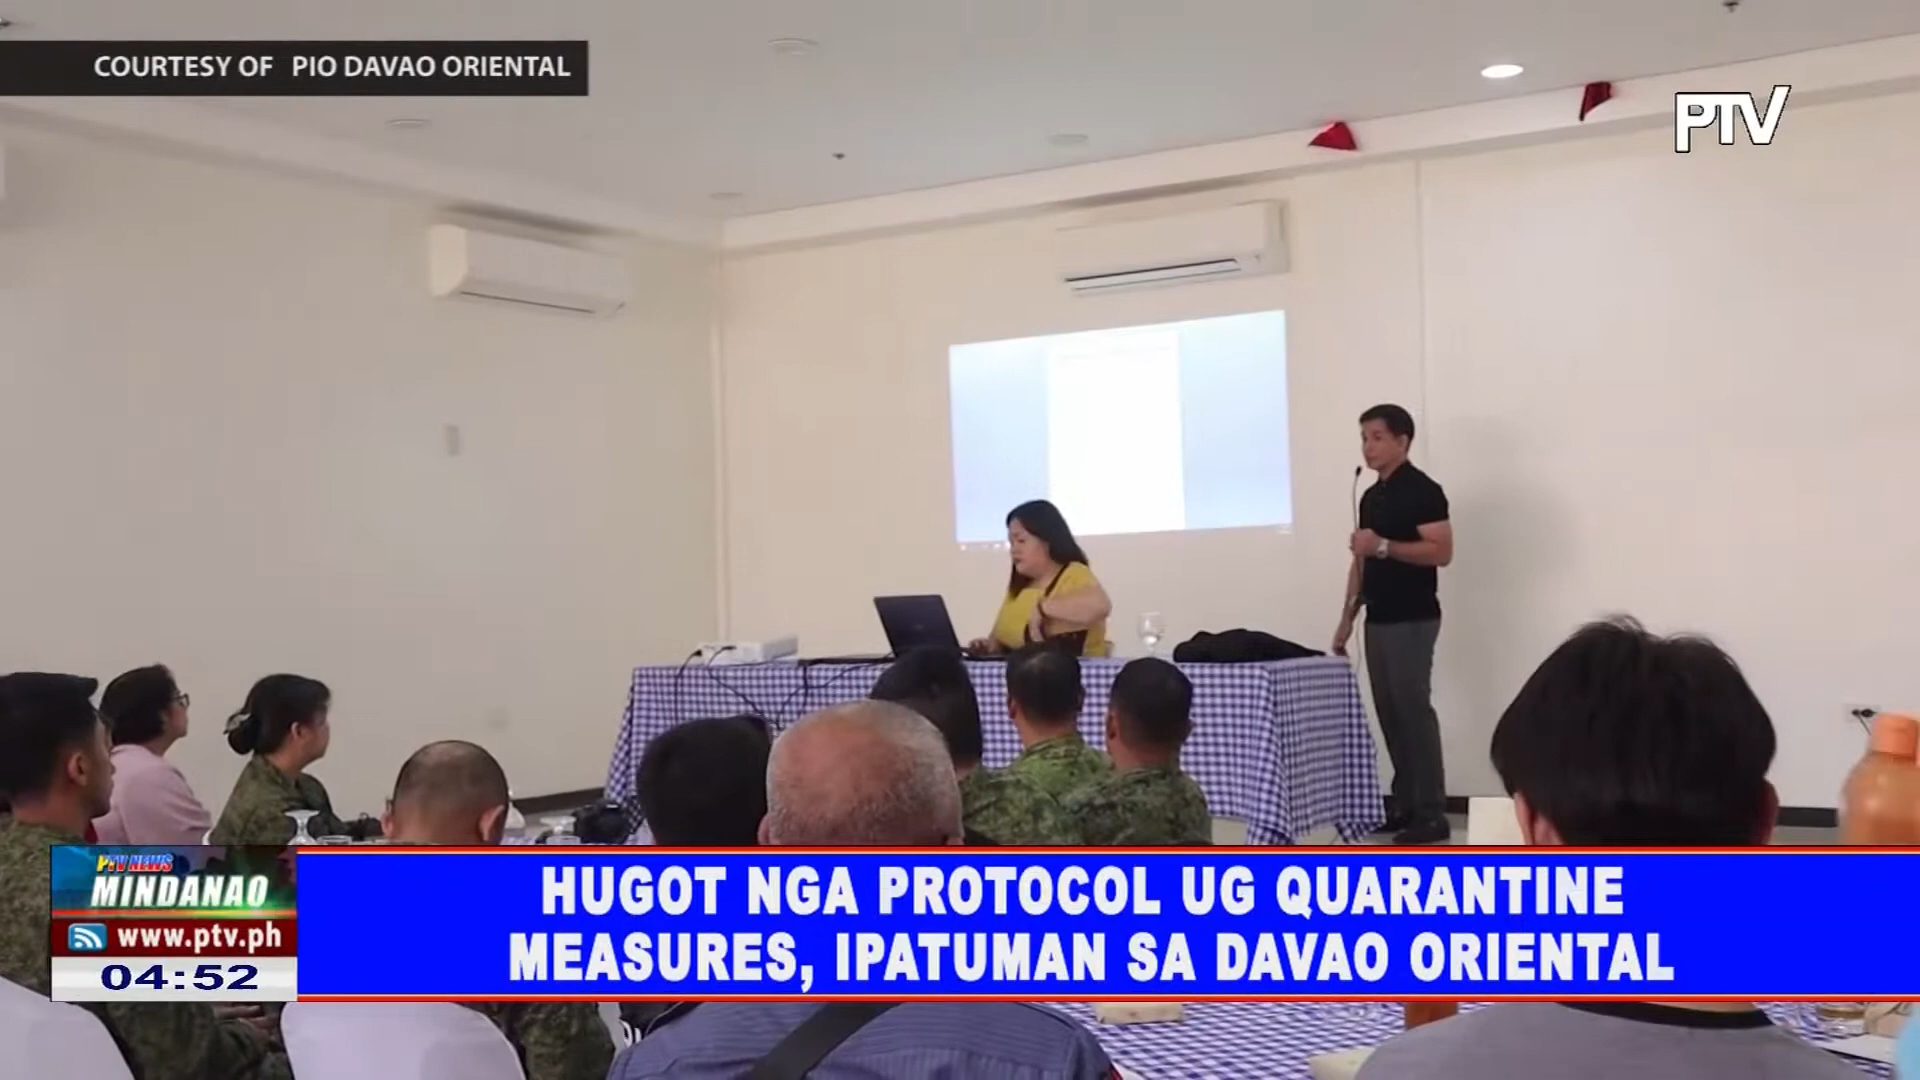 COURTESY OF PIO DAVAO ORIENTAL
PTV
PTV NEWS
MINDANAO
www.ptv.ph
04:52
HUGOT NGA PROTOCOL UG QUARANTINE
MEASURES, IPATUMAN SA DAVAO ORIENTAL